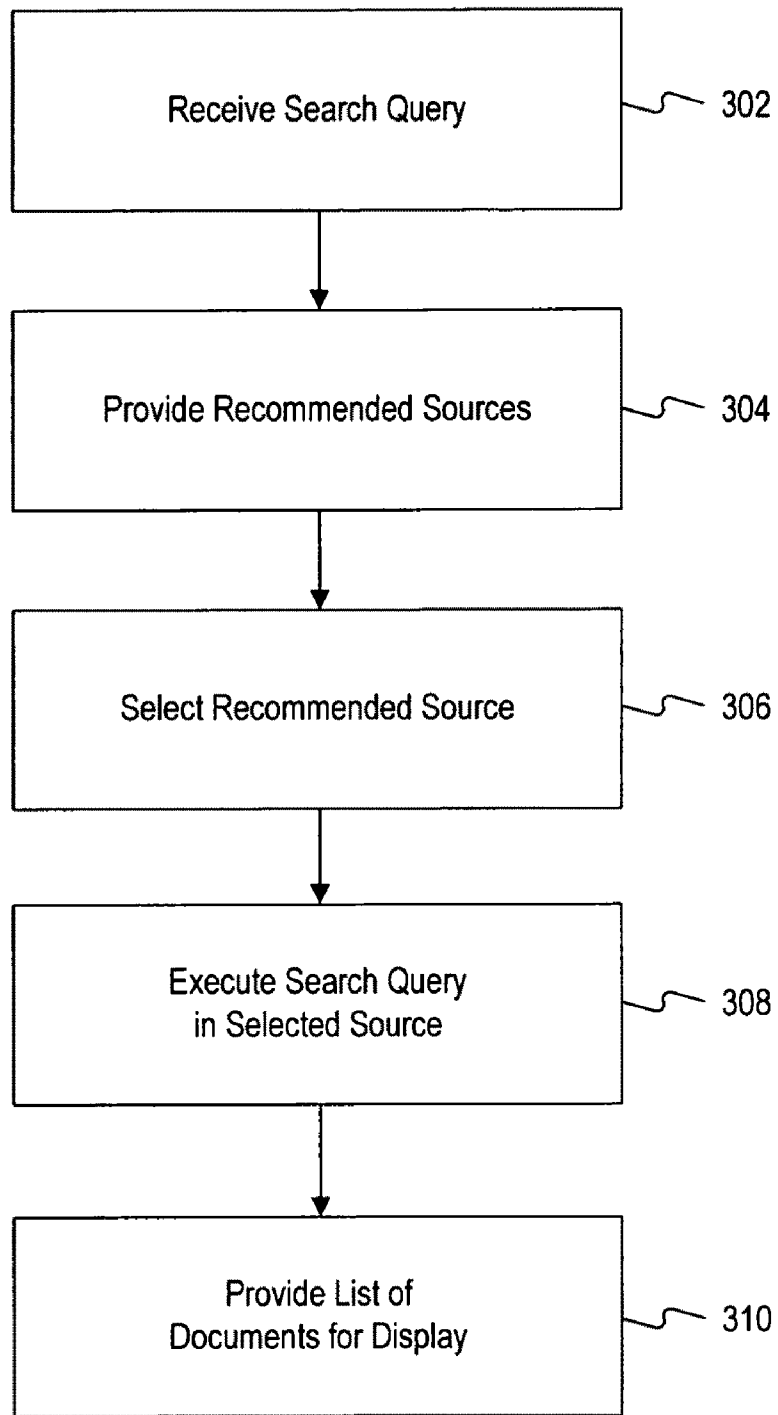 Receive Search Query
302
Provide Recommended Sources
304
Select Recommended Source
306
Execute Search Query
in Selected Source
308
Provide List of
Documents for Display
310